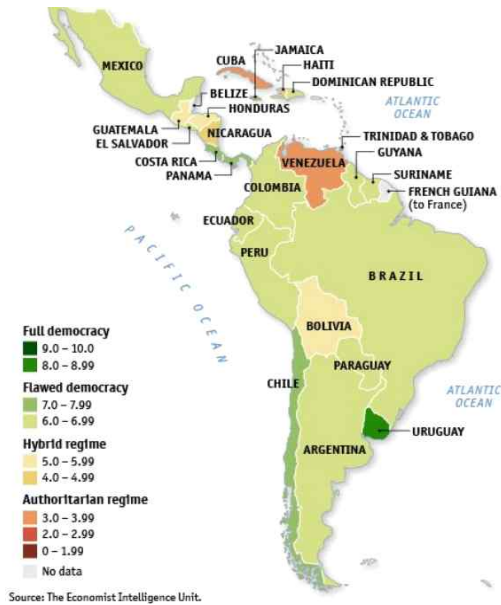 MEXICO
CUBA
JAMAICA
HAITI
DOMINICAN REPUBLIC
BELIZE
HONDURAS
ATLANTIC
OCEAN
GUATEMALA
EL SALVADOR
NICARAGUA
COSTA RICA
PANAMA
TRINIDAD & TOBAGO
GUYANA
VENEZUELA
SURINAME
COLOMBIA
FRENCH GUIANA
(to France)
ECUADOR
PERU
BRAZIL
PACIFIC OCEAN
BOLIVIA
PARAGUAY
CHILE
ATLANTIC
OCEAN
URUGUAY
ARGENTINA
Full democracy
9.0 – 10.0
8.0 – 8.99
Flawed democracy
7.0 – 7.99
6.0 – 6.99
Hybrid regime
5.0 – 5.99
4.0 – 4.99
Authoritarian regime
3.0 – 3.99
2.0 – 2.99
0 – 1.99
No data
Source: The Economist Intelligence Unit.